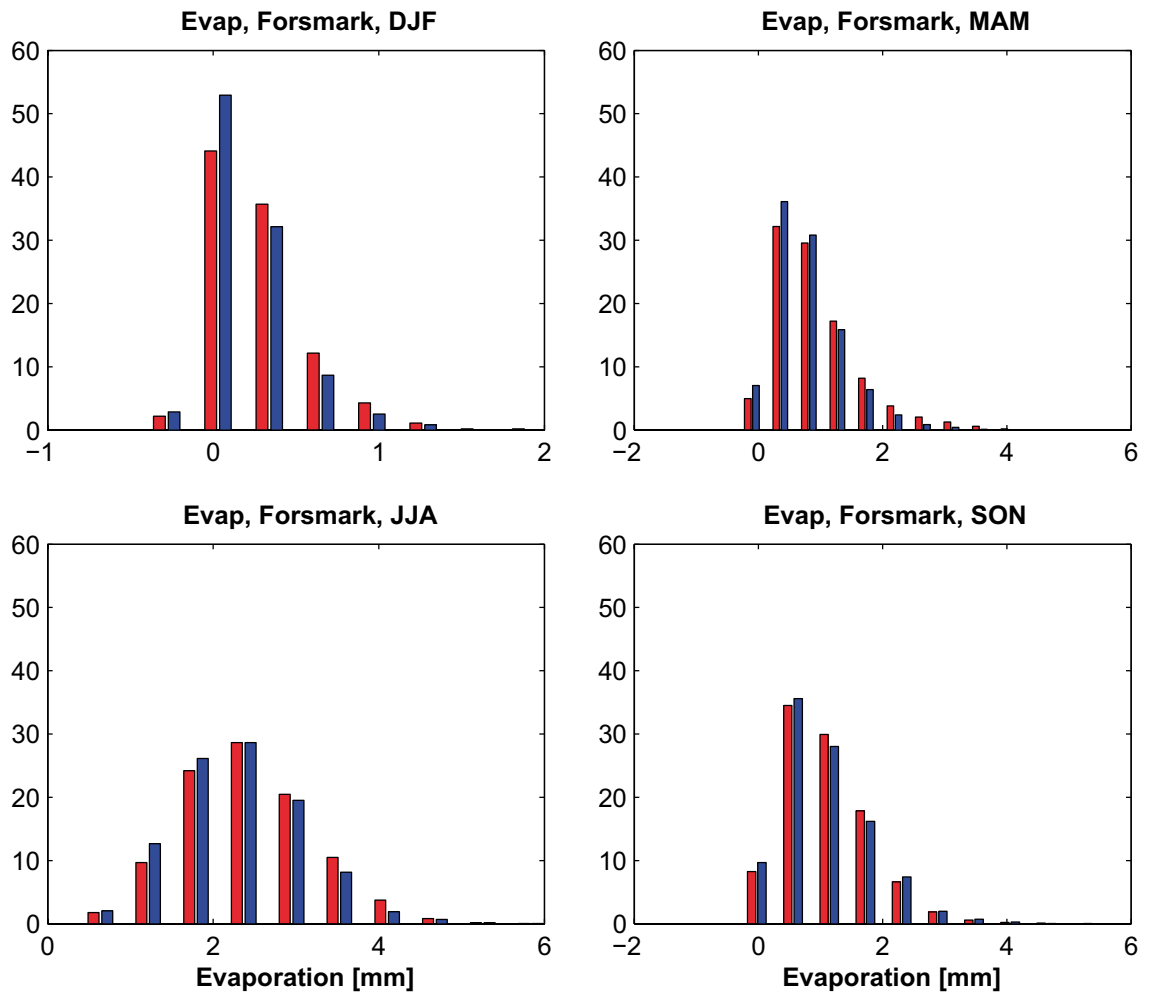 Evap, Forsmark, DJF
60
50
40
30
20
10
0
−1 0 1 2
Evap, Forsmark, MAM
60
50
40
30
20
10
0
−2 0 2 4 6
Evap, Forsmark, JJA
60
50
40
30
20
10
0
0 2 4 6
Evaporation [mm]
Evap, Forsmark, SON
60
50
40
30
20
10
0
−2 0 2 4 6
Evaporation [mm]